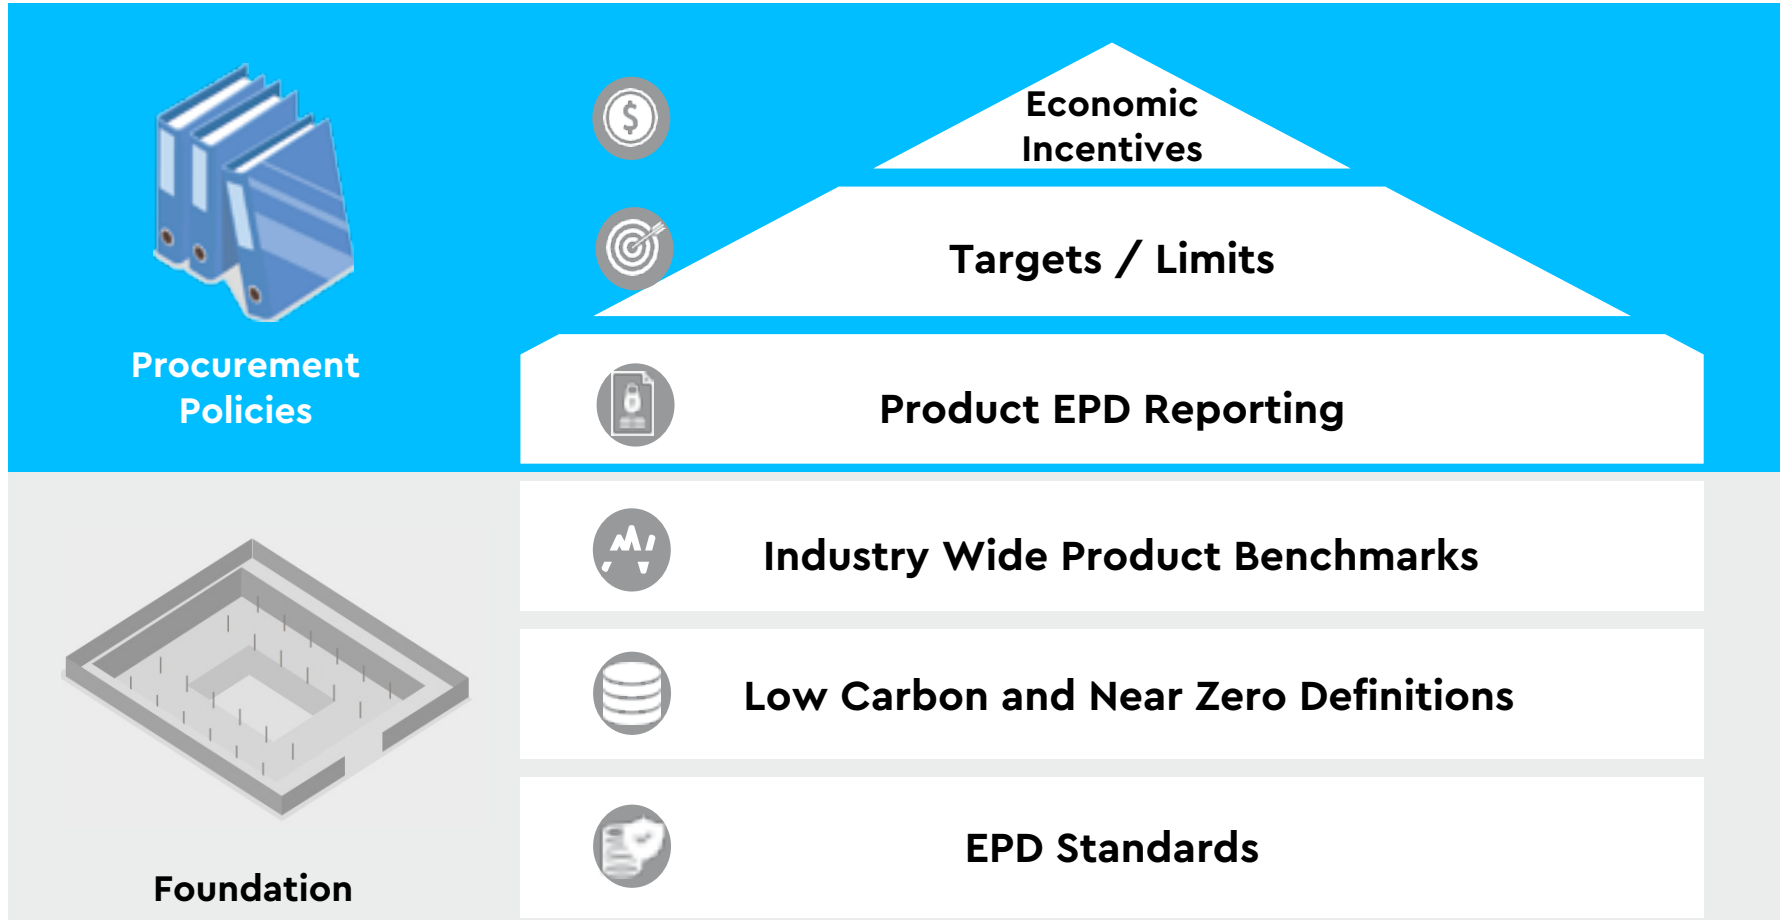 Economic
Incentives
Targets / Limits
Procurement
Policies
Product EPD Reporting
Industry Wide Product Benchmarks
Low Carbon and Near Zero Definitions
EPD Standards
Foundation